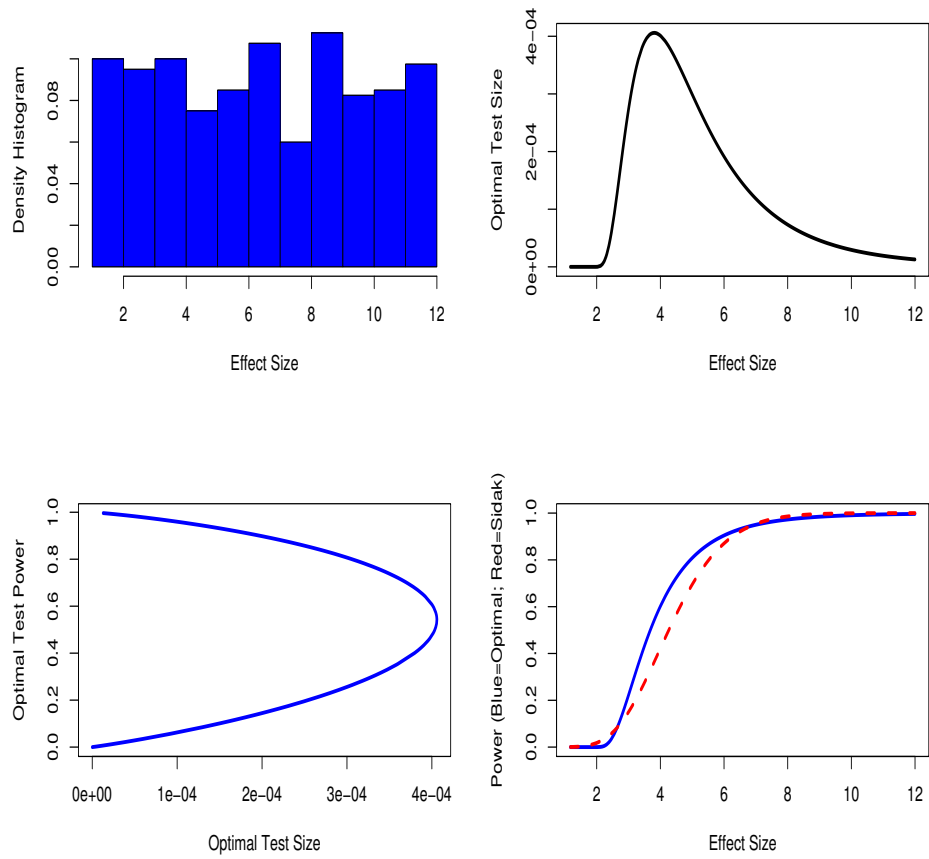 Density Histogram
0.00 0.04 0.08
2 4 6 8 10 12
Effect Size
Optimal Test Size
0e+00 2e−04 4e−04
2 4 6 8 10 12
Effect Size
Optimal Test Power
0.0 0.2 0.4 0.6 0.8 1.0
0e+00 1e−04 2e−04 3e−04 4e−04
Optimal Test Size
Power (Blue=Optimal; Red=Sidak)
0.0 0.2 0.4 0.6 0.8 1.0
2 4 6 8 10 12
Effect Size